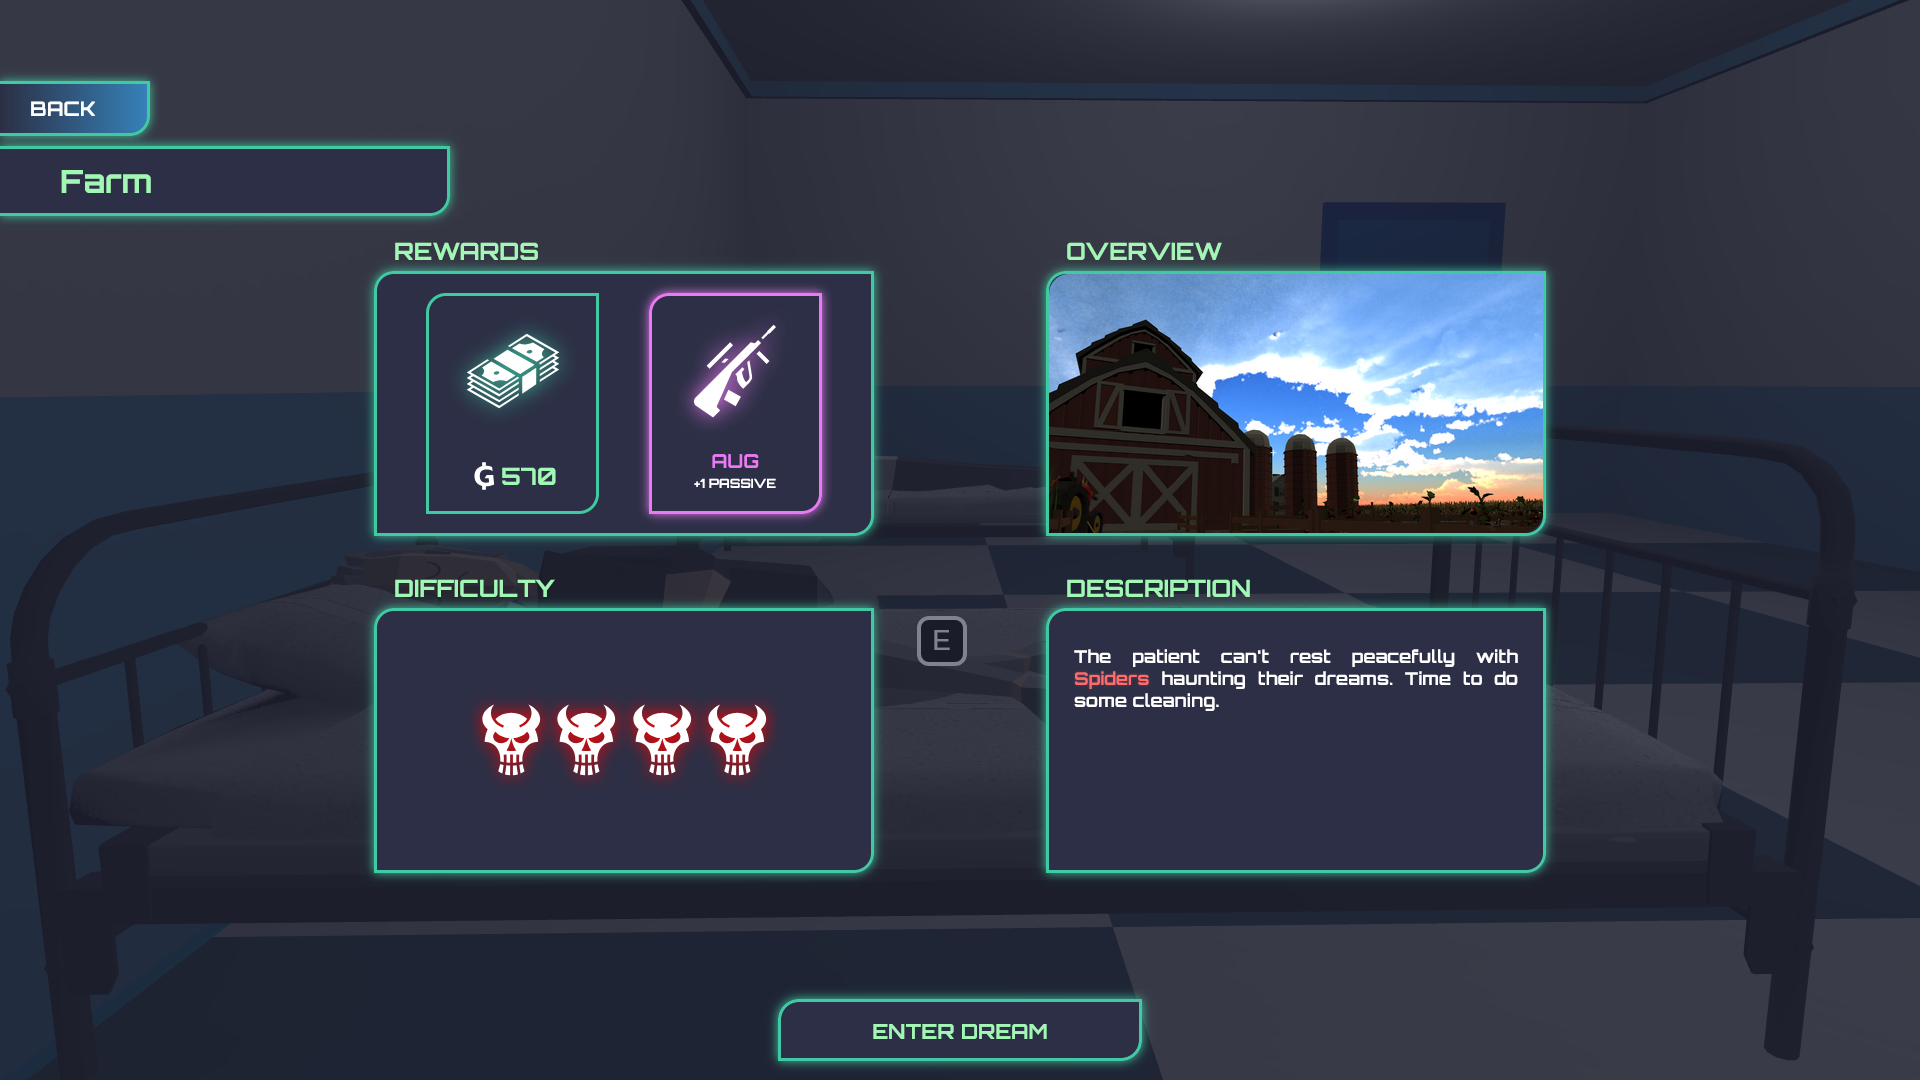 BACK
Farm
REWARDS
₲ 570
AUG
+1 PASSIVE
OVERVIEW
DIFFICULTY
E
DESCRIPTION
The patient can't rest peacefully with
Spiders haunting their dreams. Time to do
some cleaning.
ENTER DREAM